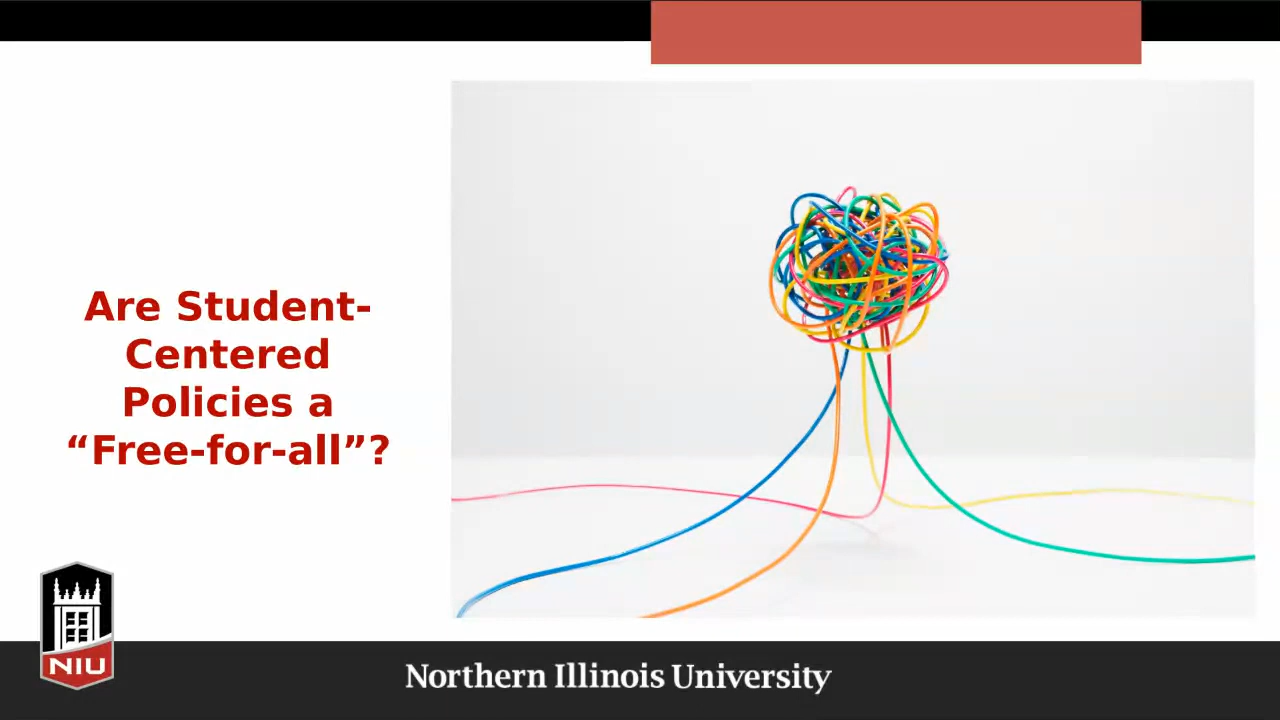 Are Student-
Centered
Policies a
“Free-for-all”?
NIU
Northern Illinois University